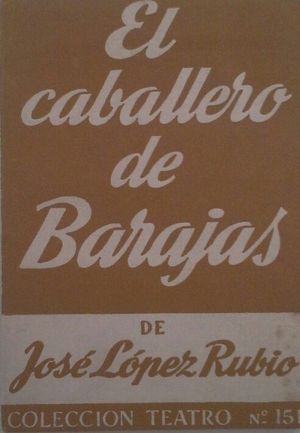 El
caballero
de
Barajas
DE
José López Rubio
COLECCION TEATRO Nº 151